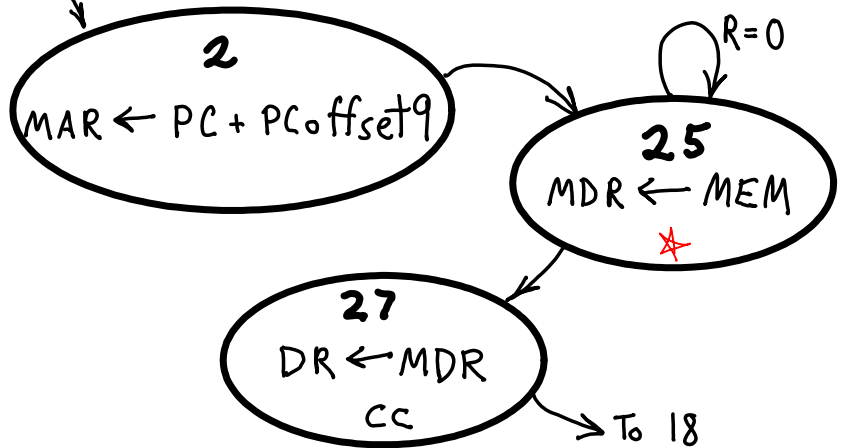 2
MAR ← PC + PCoffset9
R=0
25
MDR ← MEM
27
DR ← MDR
CC
To 18